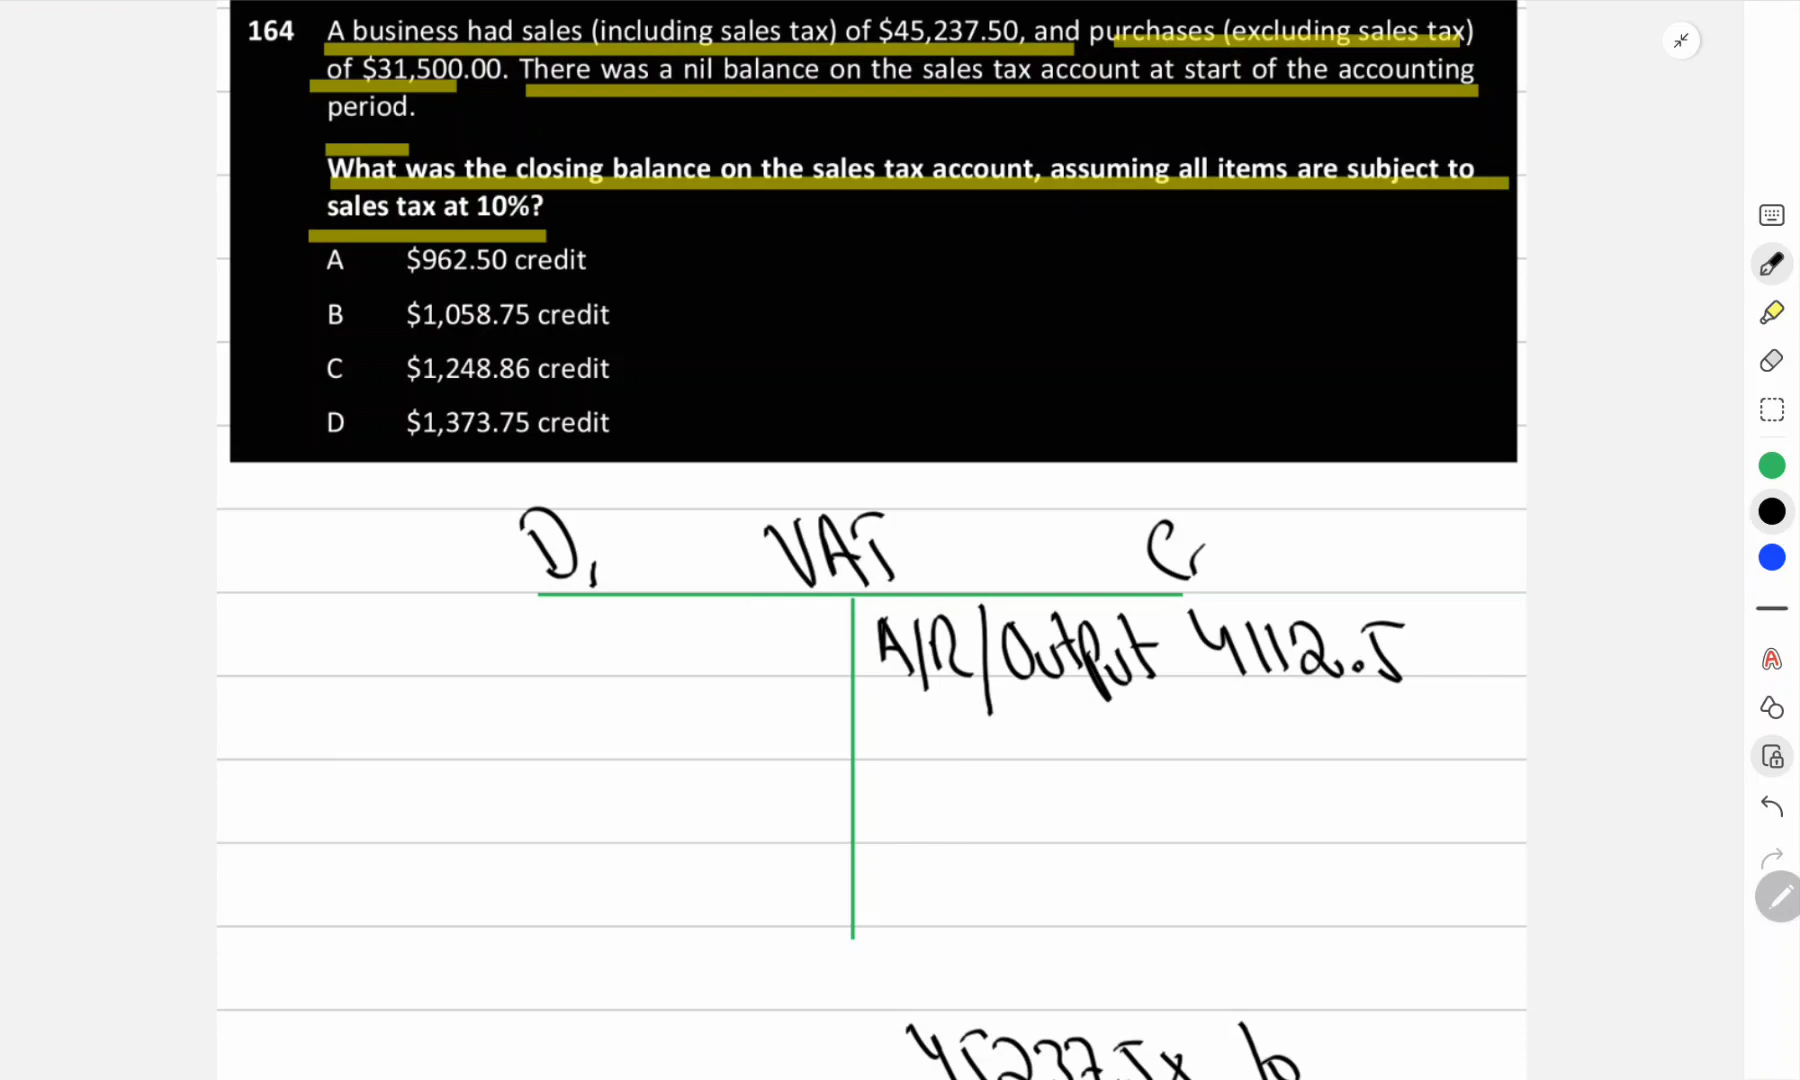 164 A business had sales (including sales tax) of $45,237.50, and purchases (excluding sales tax)
of $31,500.00. There was a nil balance on the sales tax account at start of the accounting
period.
What was the closing balance on the sales tax account, assuming all items are subject to
sales tax at 10%?
A $962.50 credit
B $1,058.75 credit
C $1,248.86 credit
D $1,373.75 credit
Dr VAT Cr
A/R/Output 4112.5
45237.5x